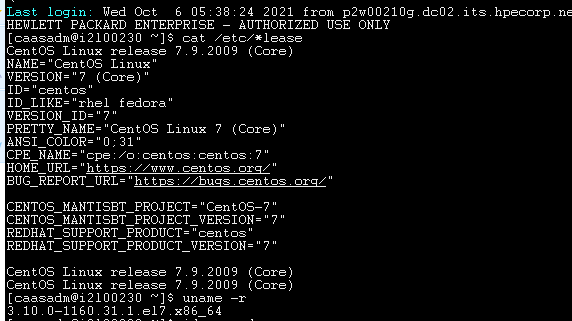 Last login: Wed Oct  6 05:38:24 2021 from p2w00210g.dc02.its.hpecorp.ne
HEWLETT PACKARD ENTERPRISE - AUTHORIZED USE ONLY
[caasadm@i2100230 ~]$ cat /etc/*lease
CentOS Linux release 7.9.2009 (Core)
NAME="CentOS Linux"
VERSION="7 (Core)"
ID="centos"
ID_LIKE="rhel fedora"
VERSION_ID="7"
PRETTY_NAME="CentOS Linux 7 (Core)"
ANSI_COLOR="0;31"
CPE_NAME="cpe:/o:centos:centos:7"
HOME_URL="https://www.centos.org/"
BUG_REPORT_URL="https://bugs.centos.org/"

CENTOS_MANTISBT_PROJECT="CentOS-7"
CENTOS_MANTISBT_PROJECT_VERSION="7"
REDHAT_SUPPORT_PRODUCT="centos"
REDHAT_SUPPORT_PRODUCT_VERSION="7"

CentOS Linux release 7.9.2009 (Core)
CentOS Linux release 7.9.2009 (Core)
[caasadm@i2100230 ~]$ uname -r
3.10.0-1160.31.1.el7.x86_64